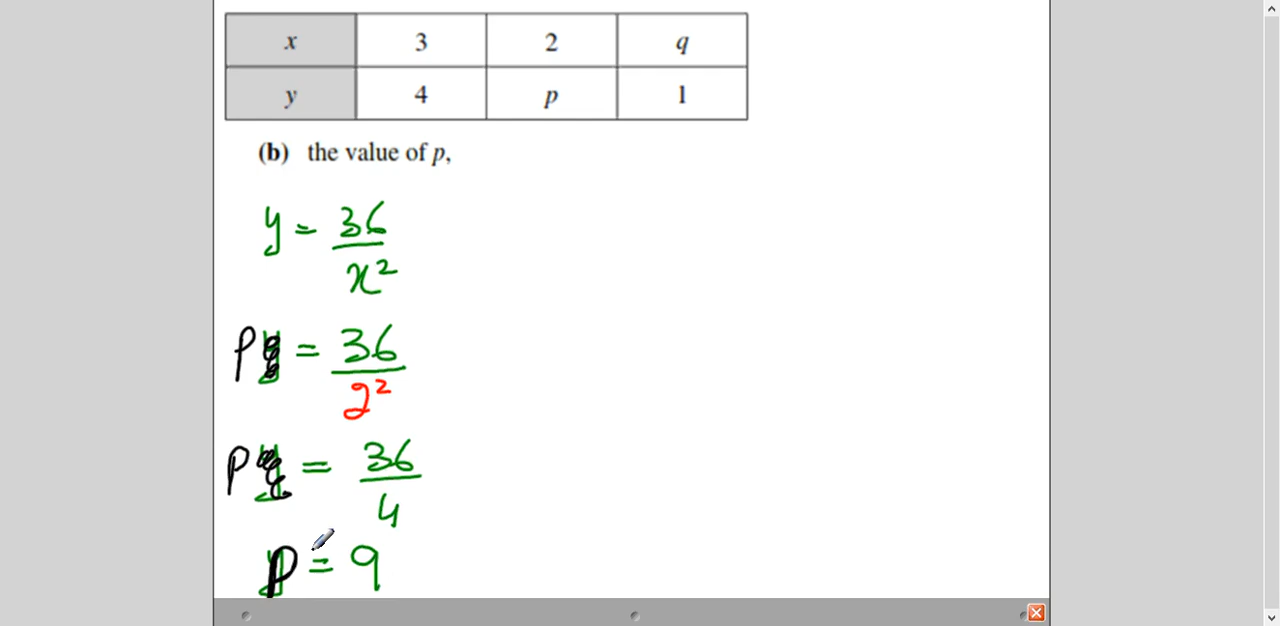 x 3 2 q
y 4 p 1
(b) the value of p,
y = 36/x²
p = 36/2²
p = 36/4
p = 9